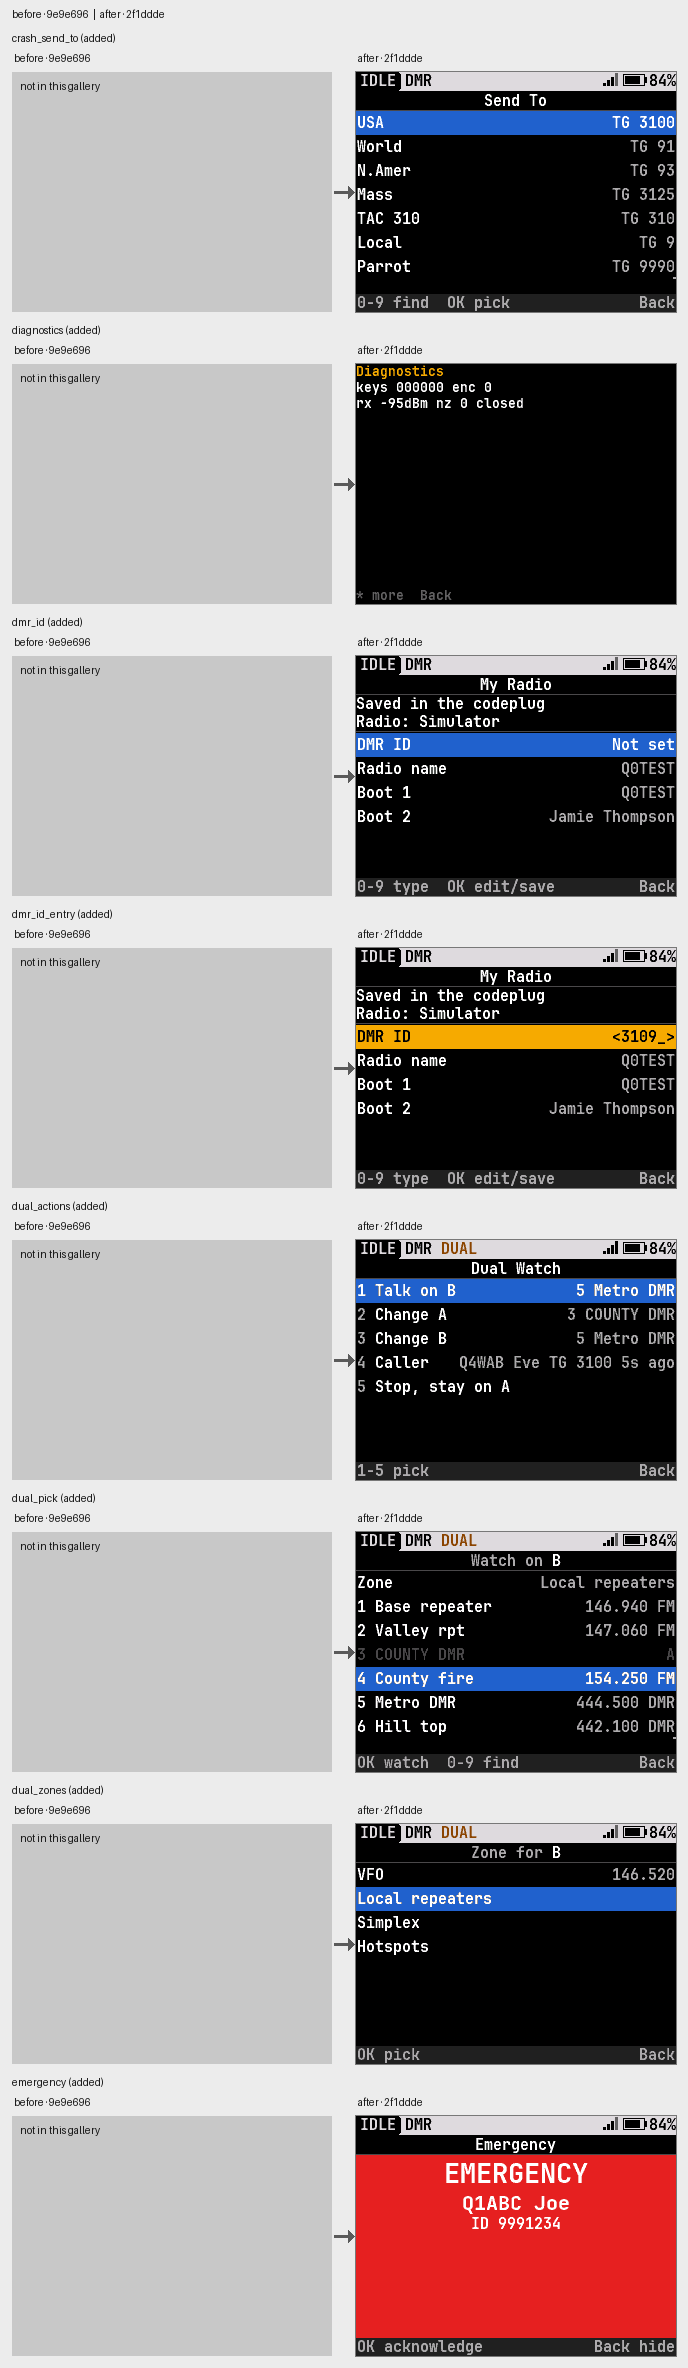 before · 9e9e696 | after · 2f1ddde
crash_send_to (added)
before · 9e9e696
after · 2f1ddde
not in this gallery
IDLE DMR 84%
Send To
USA TG 3100
World TG 91
N.Amer TG 93
Mass TG 3125
TAC 310 TG 310
Local TG 9
Parrot TG 9990
0-9 find OK pick Back
diagnostics (added)
before · 9e9e696
after · 2f1ddde
not in this gallery
Diagnostics
keys 000000 enc 0
rx -95dBm nz 0 closed
* more Back
dmr_id (added)
before · 9e9e696
after · 2f1ddde
not in this gallery
IDLE DMR 84%
My Radio
Saved in the codeplug
Radio: Simulator
DMR ID Not set
Radio name Q0TEST
Boot 1 Q0TEST
Boot 2 Jamie Thompson
0-9 type OK edit/save Back
dmr_id_entry (added)
before · 9e9e696
after · 2f1ddde
not in this gallery
IDLE DMR 84%
My Radio
Saved in the codeplug
Radio: Simulator
DMR ID <3109_>
Radio name Q0TEST
Boot 1 Q0TEST
Boot 2 Jamie Thompson
0-9 type OK edit/save Back
dual_actions (added)
before · 9e9e696
after · 2f1ddde
not in this gallery
IDLE DMR DUAL 84%
Dual Watch
1 Talk on B 5 Metro DMR
2 Change A 3 COUNTY DMR
3 Change B 5 Metro DMR
4 Caller Q4WAB Eve TG 3100 5s ago
5 Stop, stay on A
1-5 pick Back
dual_pick (added)
before · 9e9e696
after · 2f1ddde
not in this gallery
IDLE DMR DUAL 84%
Watch on B
Zone Local repeaters
1 Base repeater 146.940 FM
2 Valley rpt 147.060 FM
3 COUNTY DMR A
4 County fire 154.250 FM
5 Metro DMR 444.500 DMR
6 Hill top 442.100 DMR
OK watch 0-9 find Back
dual_zones (added)
before · 9e9e696
after · 2f1ddde
not in this gallery
IDLE DMR DUAL 84%
Zone for B
VFO 146.520
Local repeaters
Simplex
Hotspots
OK pick Back
emergency (added)
before · 9e9e696
after · 2f1ddde
not in this gallery
IDLE DMR 84%
Emergency
EMERGENCY
Q1ABC Joe
ID 9991234
OK acknowledge Back hide